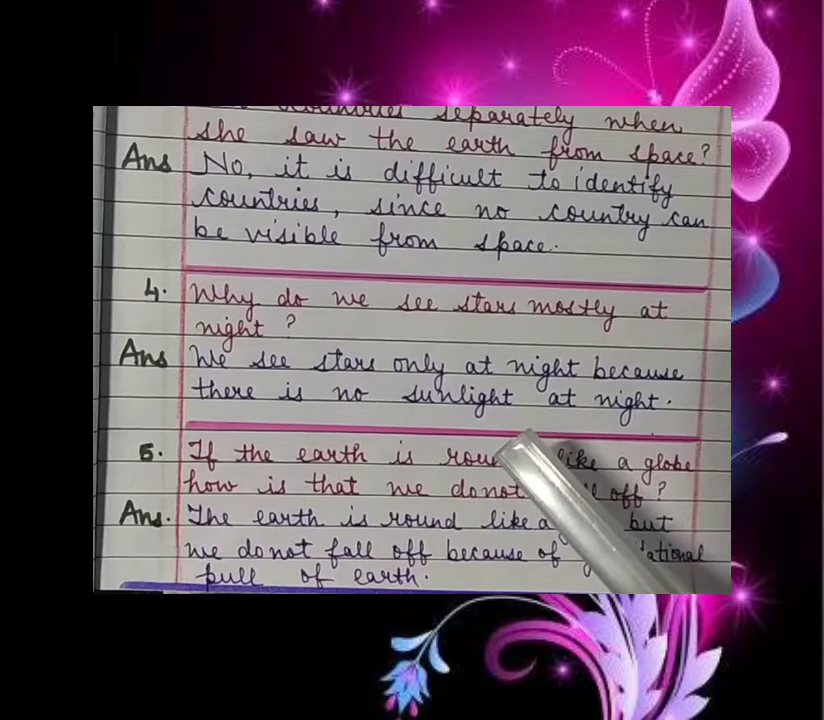 separately when
she saw the earth from space?
Ans No, it is difficult to identify
countries, since no country can
be visible from space.
4. Why do we see stars mostly at
night ?
Ans We see stars only at night because
there is no sunlight at night.
5. If the earth is like a globe
how is that we donot off ?
Ans. The earth is round like a but
we donot fall off because of
pull of earth.